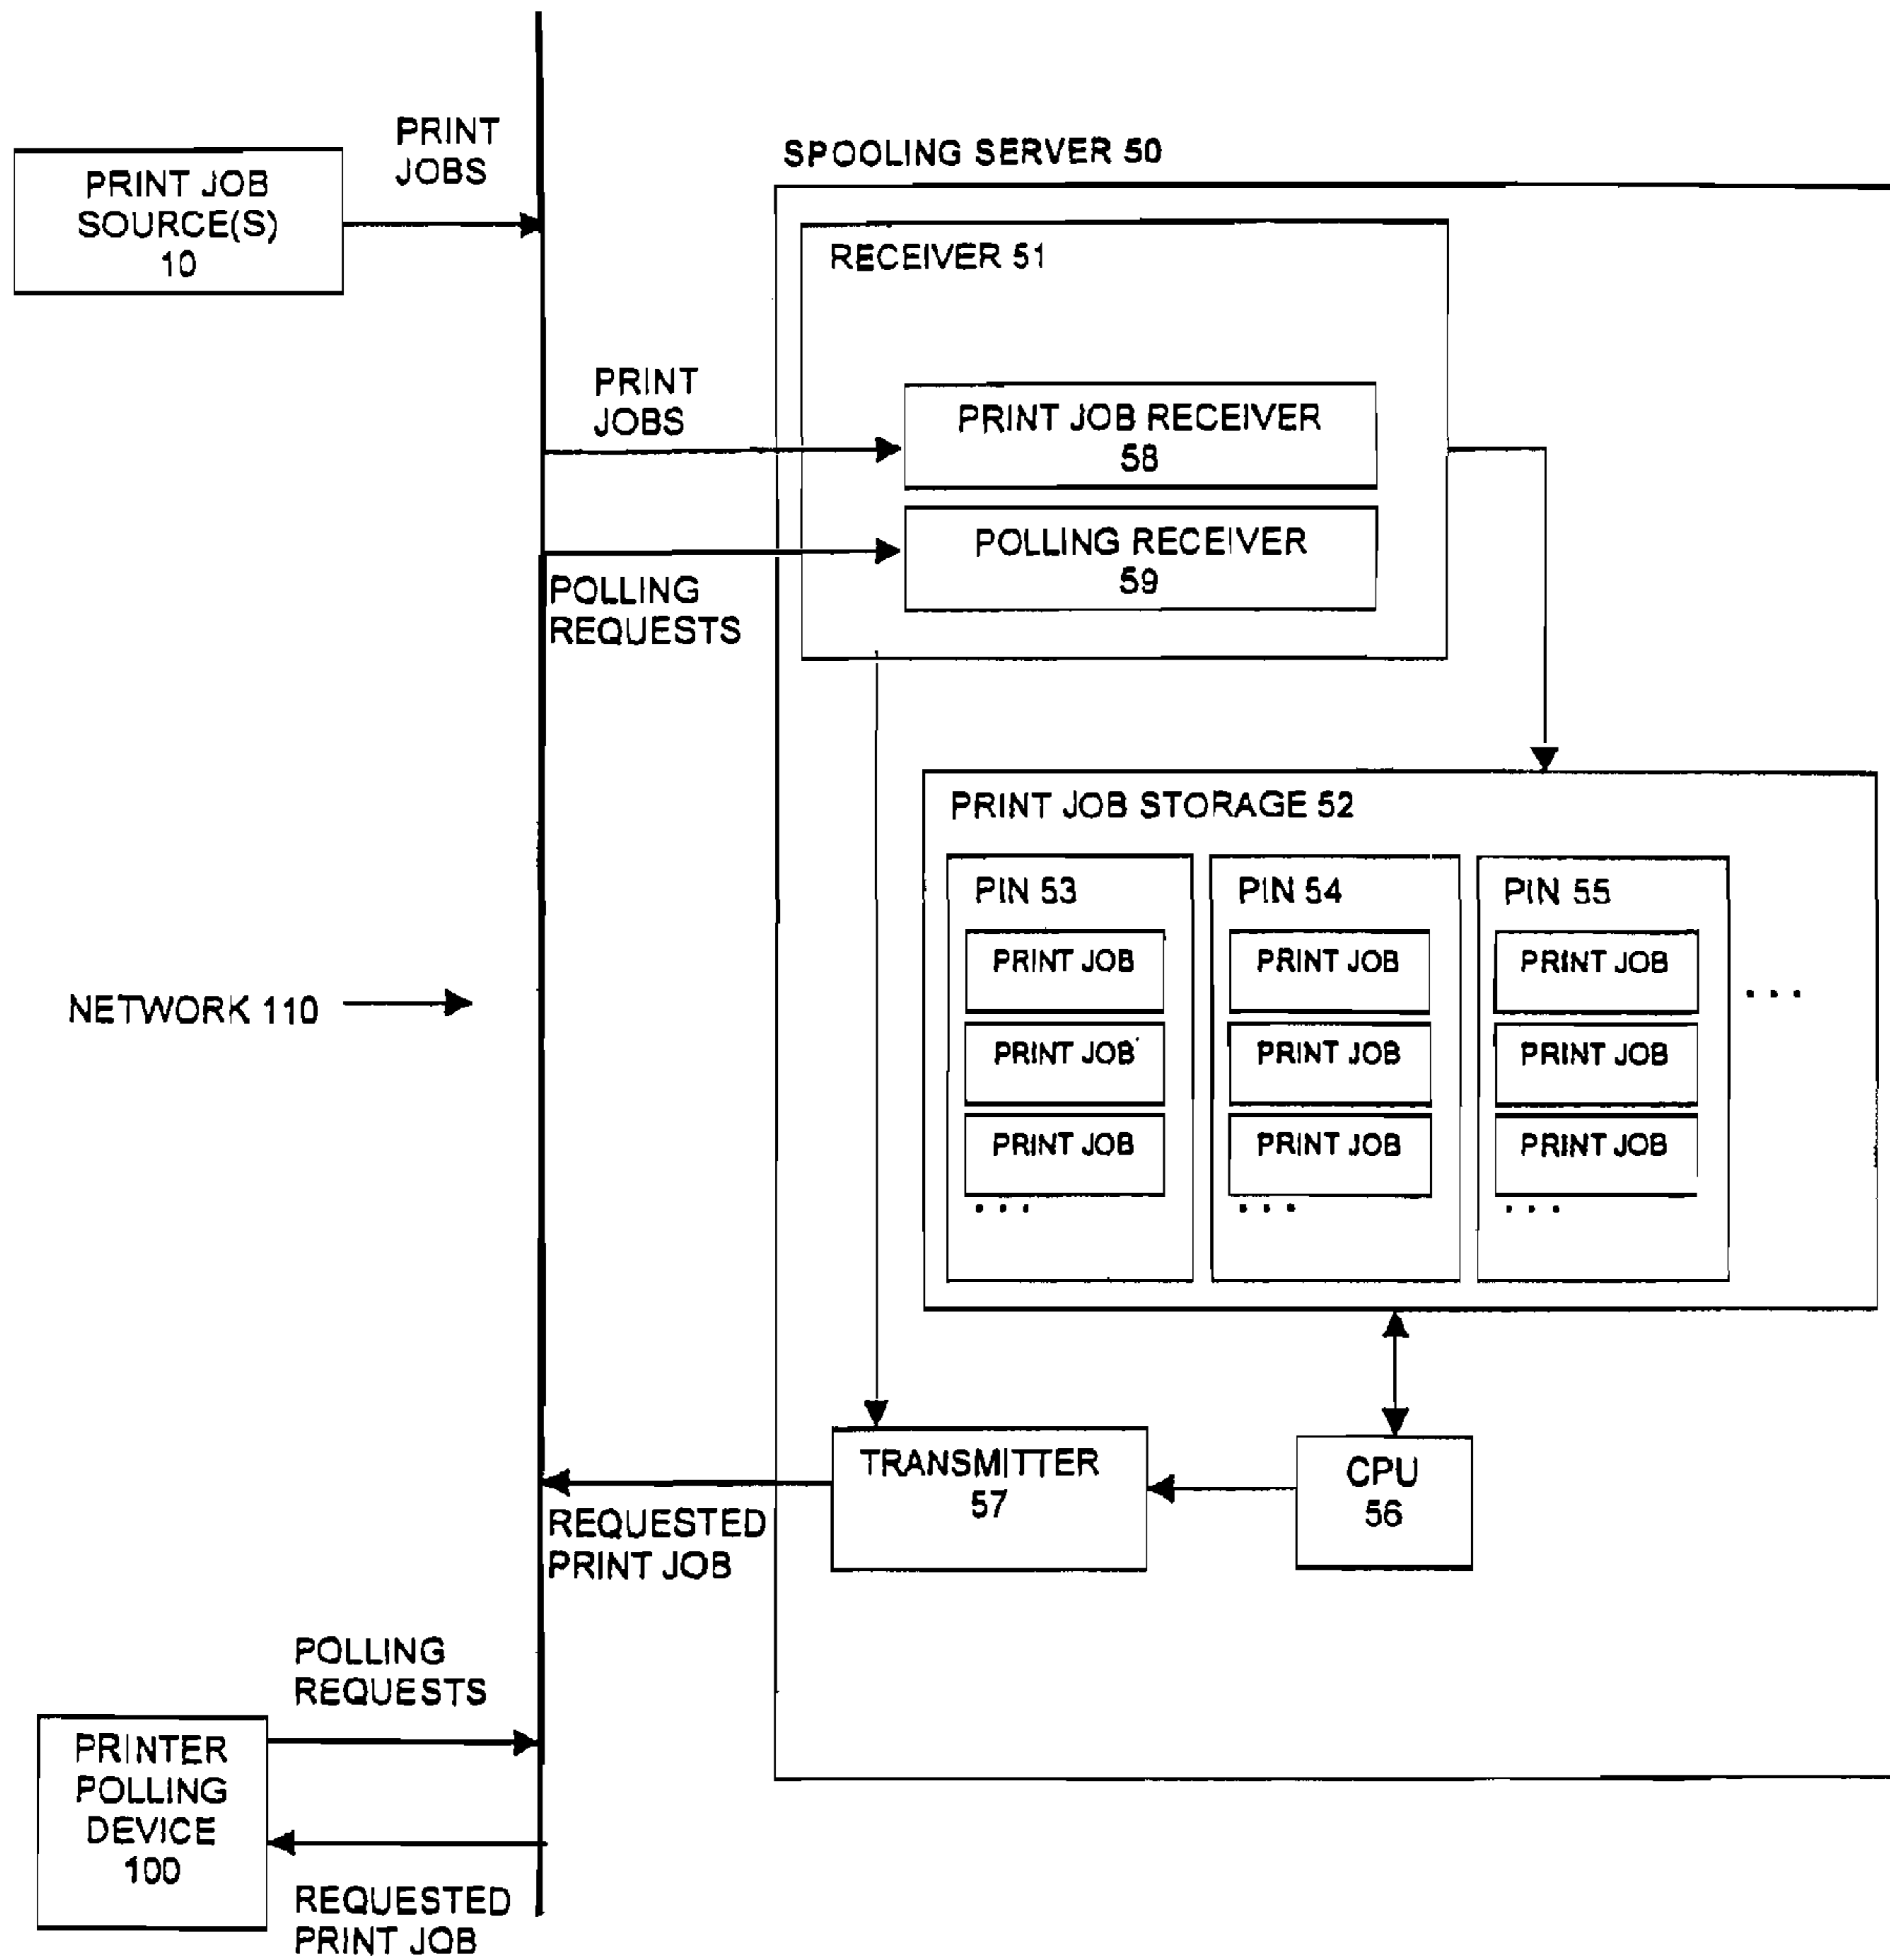 PRINT
JOBS
PRINT JOB
SOURCE(S)
10
SPOOLING SERVER 50
RECEIVER 51
PRINT
JOBS
PRINT JOB RECEIVER
58
POLLING RECEIVER
59
POLLING
REQUESTS
PRINT JOB STORAGE 52
PIN 53
PRINT JOB
PRINT JOB
PRINT JOB
. . .
PIN 54
PRINT JOB
PRINT JOB
PRINT JOB
. . .
PIN 55
PRINT JOB
PRINT JOB
PRINT JOB
. . .
. . .
NETWORK 110
TRANSMITTER
57
CPU
56
REQUESTED
PRINT JOB
POLLING
REQUESTS
PRINTER
POLLING
DEVICE
100
REQUESTED
PRINT JOB